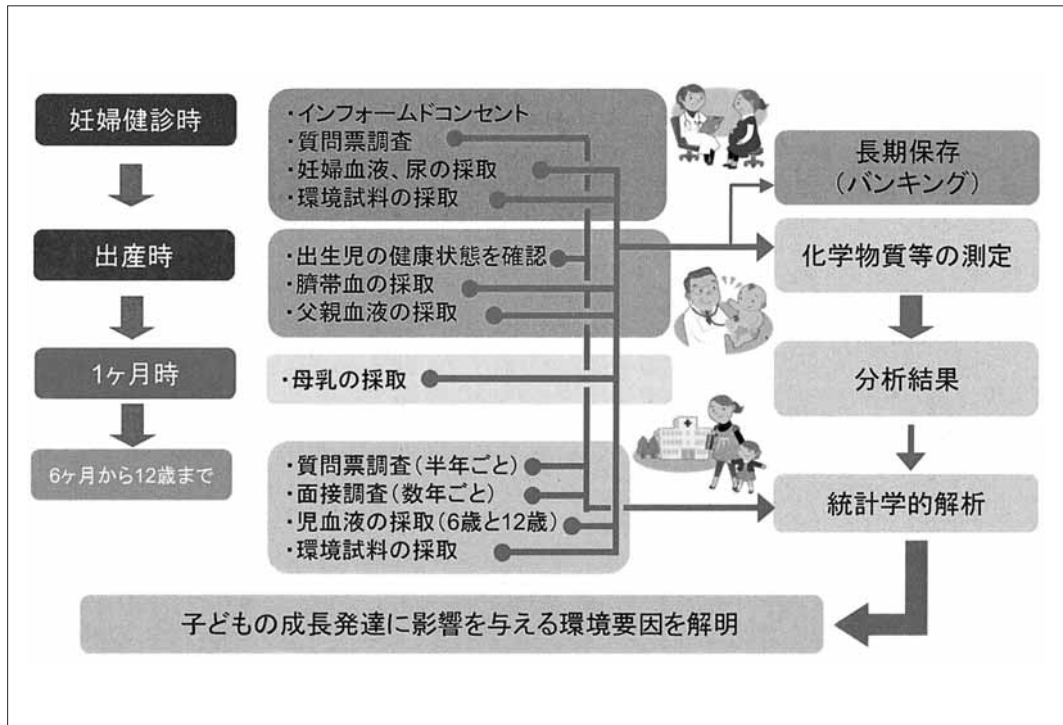 妊婦健診時
・インフォームドコンセント
・質問票調査
・妊婦血液、尿の採取
・環境試料の採取
出産時
・出生児の健康状態を確認
・臍帯血の採取
・父親血液の採取
1ヶ月時
・母乳の採取
6ヶ月から12歳まで
・質問票調査(半年ごと)
・面接調査(数年ごと)
・児血液の採取(6歳と12歳)
・環境試料の採取
長期保存
(バンキング)
化学物質等の測定
分析結果
統計学的解析
子どもの成長発達に影響を与える環境要因を解明